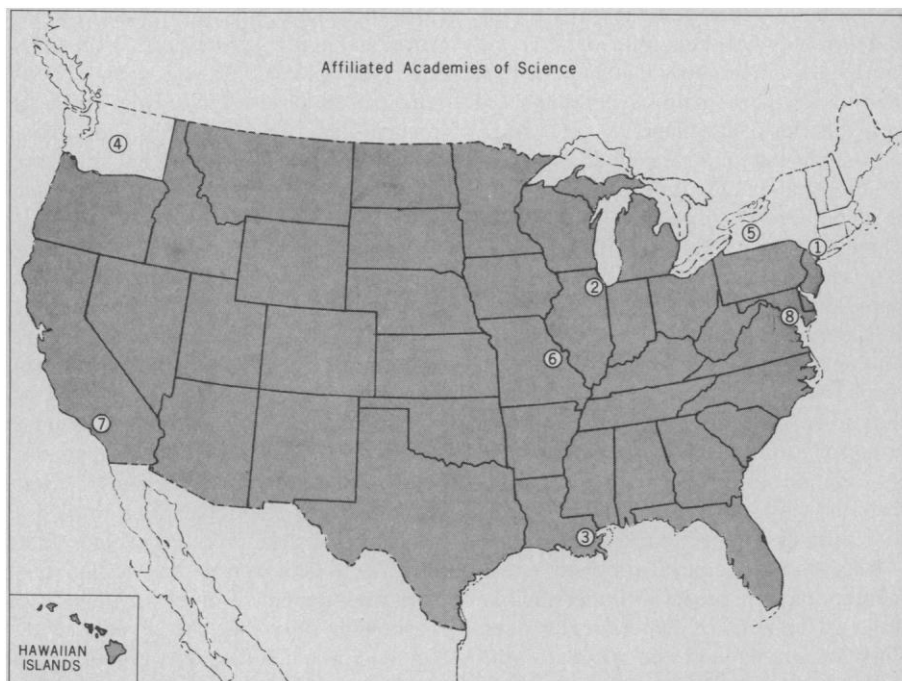 Affiliated Academies of Science
④
⑤
①
②
⑧
⑥
⑦
③
HAWAIIAN
ISLANDS